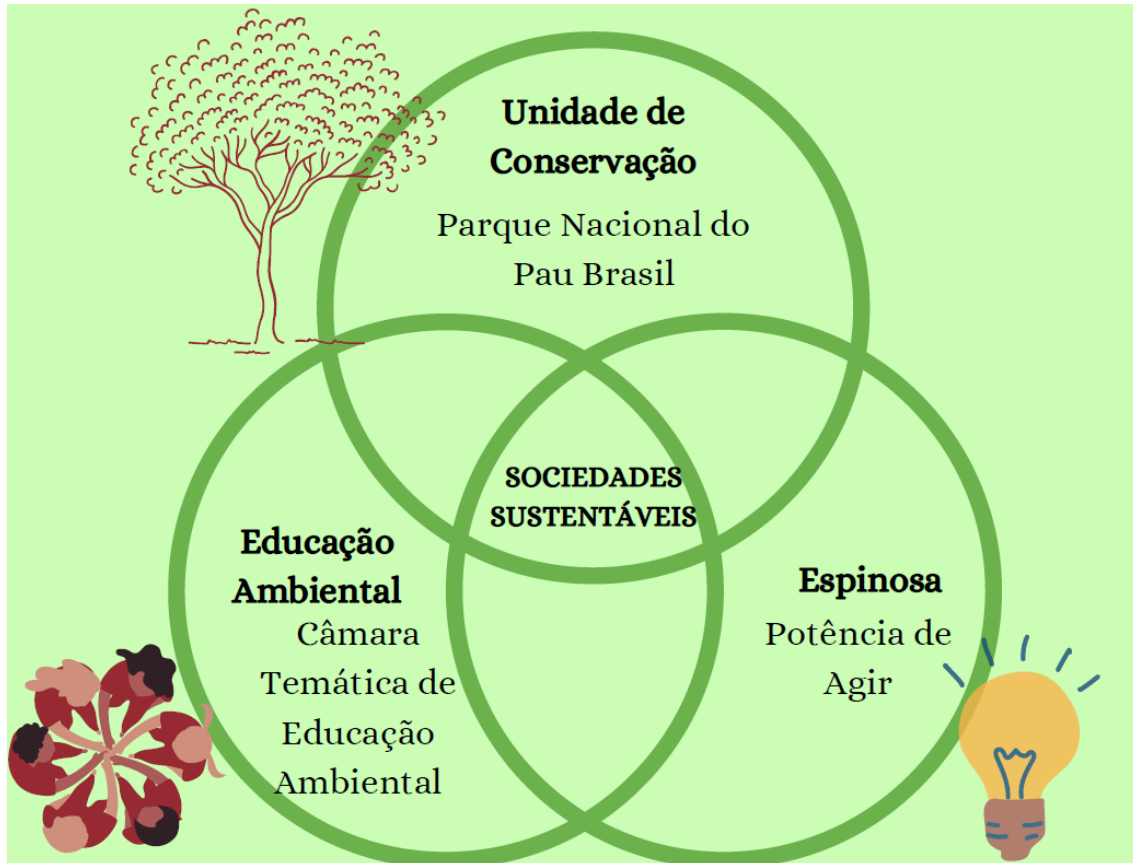 Unidade de
Conservação
Parque Nacional do
Pau Brasil
SOCIEDADES
SUSTENTÁVEIS
Educação
Ambiental
Câmara
Temática de
Educação
Ambiental
Espinosa
Potência de
Agir